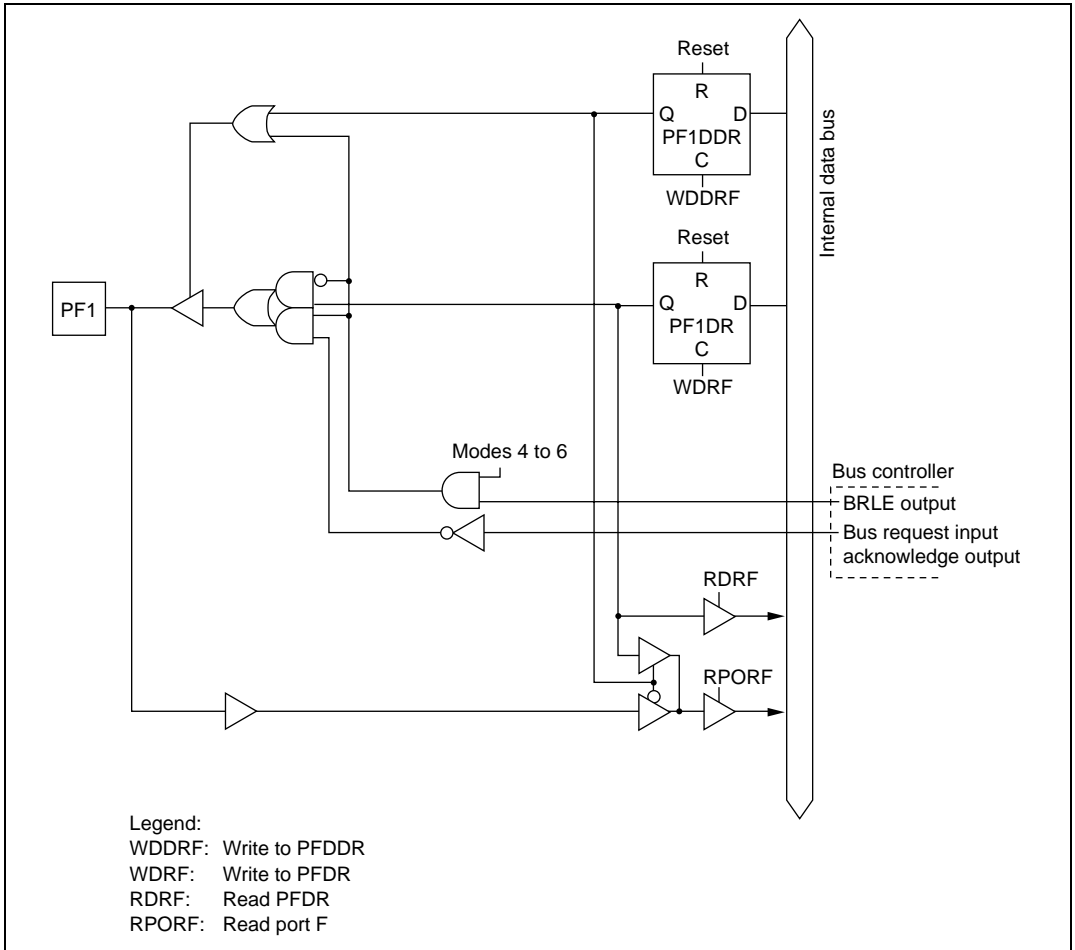 Reset
R
Q D
PF1DDR
C
WDDRF
Internal data bus
Reset
R
PF1
Q D
PF1DR
C
WDRF
Modes 4 to 6
Bus controller
BRLE output
Bus request input
acknowledge output
RDRF
RPORF
Legend:
WDDRF: Write to PFDDR
WDRF: Write to PFDR
RDRF: Read PFDR
RPORF: Read port F